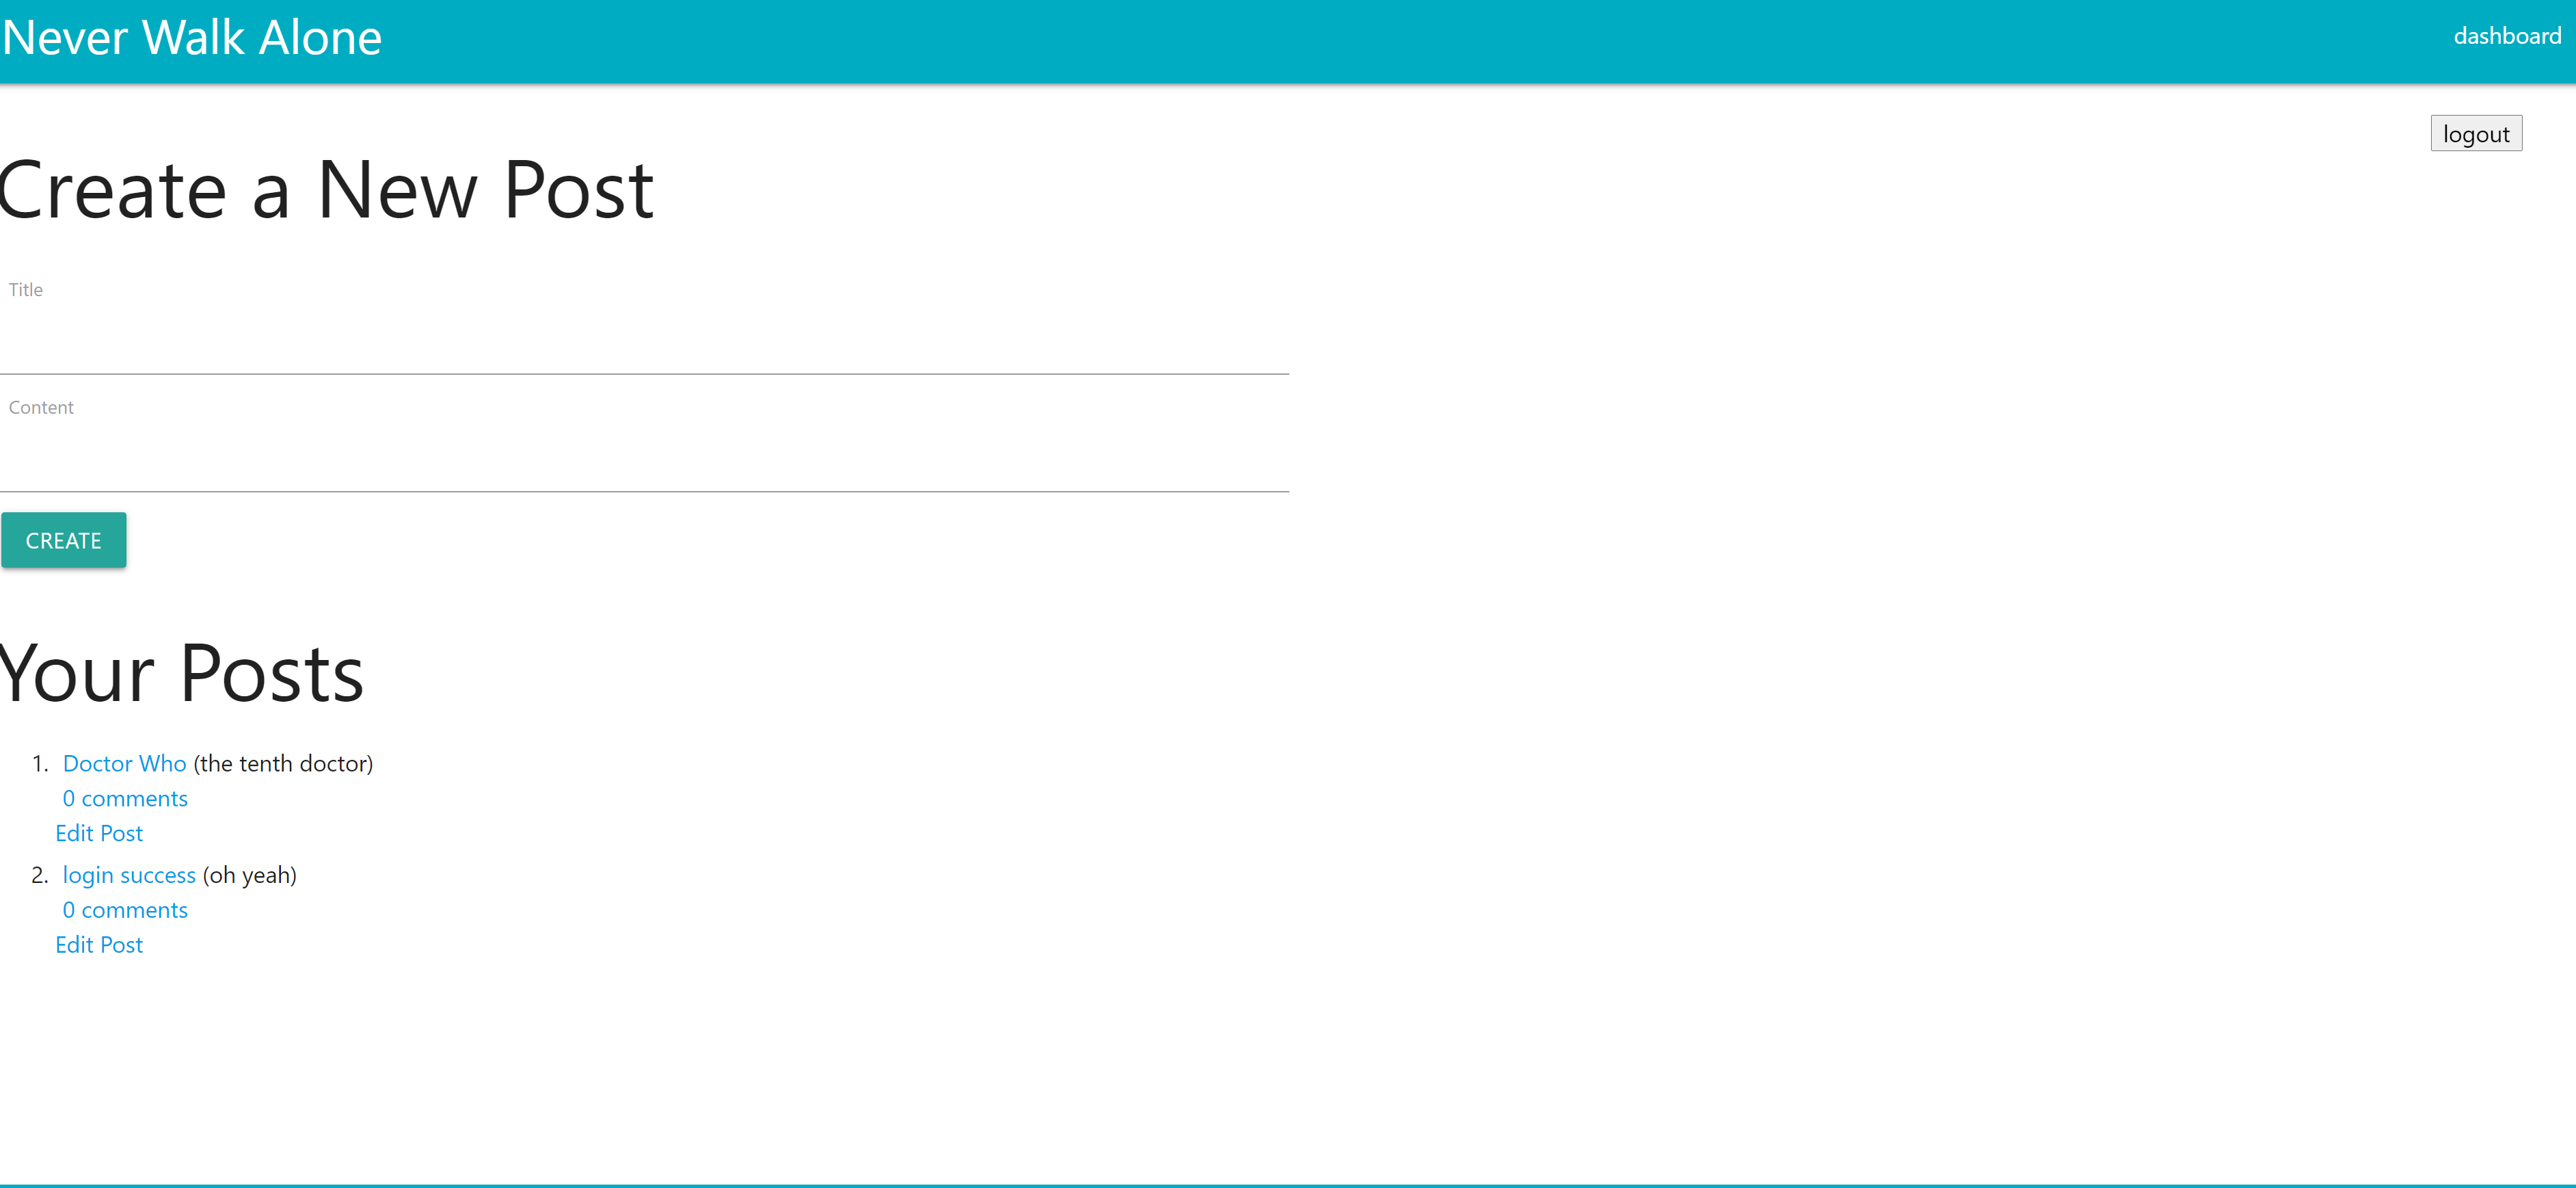 Never Walk Alone
dashboard
logout
Create a New Post
Title
Content
CREATE
Your Posts
1. Doctor Who (the tenth doctor)
0 comments
Edit Post
2. login success (oh yeah)
0 comments
Edit Post